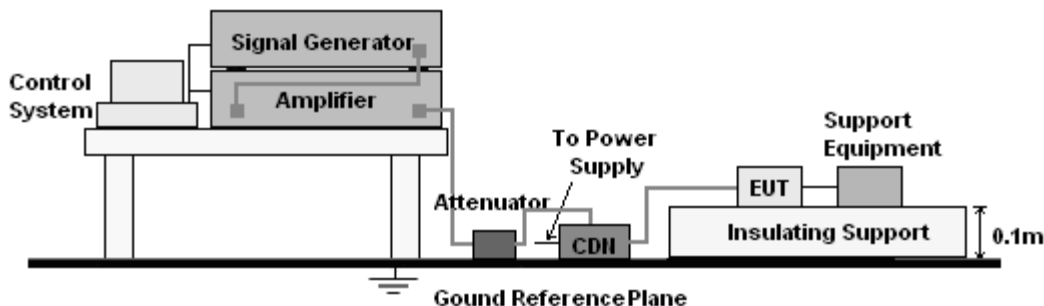 Signal Generator
Control
System
Amplifier
To Power
Supply
Support
Equipment
Attenuator
EUT
CDN
Insulating Support
0.1m
Gound Reference Plane